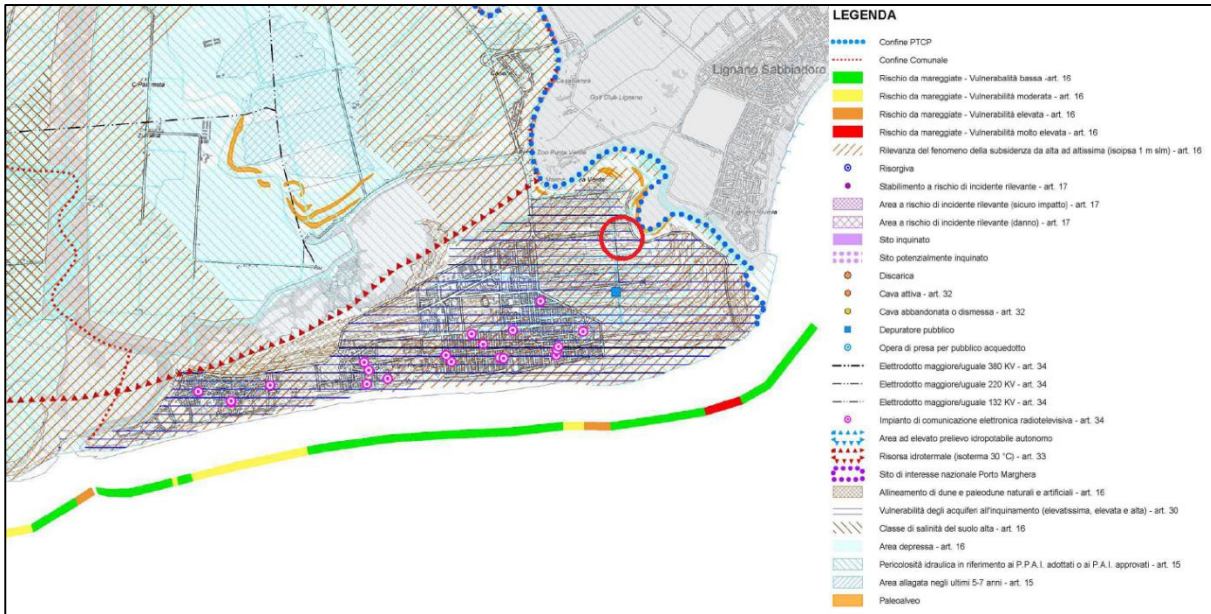 LEGENDA
Confine PTCP
Confine Comunale
Rischio da mareggiate - Vulnerabilità bassa -art. 16
Rischio da mareggiate - Vulnerabilità moderata - art. 16
Rischio da mareggiate - Vulnerabilità elevata - art. 16
Rischio da mareggiate - Vulnerabilità molto elevata - art. 16
Rilevanza del fenomeno della subsidenza da alta ad altissima (isoipsa 1 m slm) - art. 16
Risorgiva
Stabilimento a rischio di incidente rilevante - art. 17
Area a rischio di incidente rilevante (sicuro impatto) - art. 17
Area a rischio di incidente rilevante (danno) - art. 17
Sito inquinato
Sito potenzialmente inquinato
Discarica
Cava attiva - art. 32
Cava abbandonata o dismessa - art. 32
Depuratore pubblico
Opera di presa per pubblico acquedotto
Elettrodotto maggiore/uguale 380 KV - art. 34
Elettrodotto maggiore/uguale 220 KV - art. 34
Elettrodotto maggiore/uguale 132 KV - art. 34
Impianto di comunicazione elettronica radiotelevisiva - art. 34
Area ad elevato prelievo idropotabile autonomo
Risorsa idrotermale (isoterma 30 °C) - art. 33
Sito di interesse nazionale Porto Marghera
Allineamento di dune e paleodune naturali e artificiali - art. 16
Vulnerabilità degli acquiferi all'inquinamento (elevatissima, elevata e alta) - art. 30
Classe di salinità del suolo alta - art. 16
Area depressa - art. 16
Pericolosità idraulica in riferimento ai P.P.A.I. adottati o ai P.A.I. approvati - art. 15
Area allagata negli ultimi 5-7 anni - art. 15
Paleoalveo
Lignano Sabbiadoro
Golf Club Lignano
Zoo Punta Verde